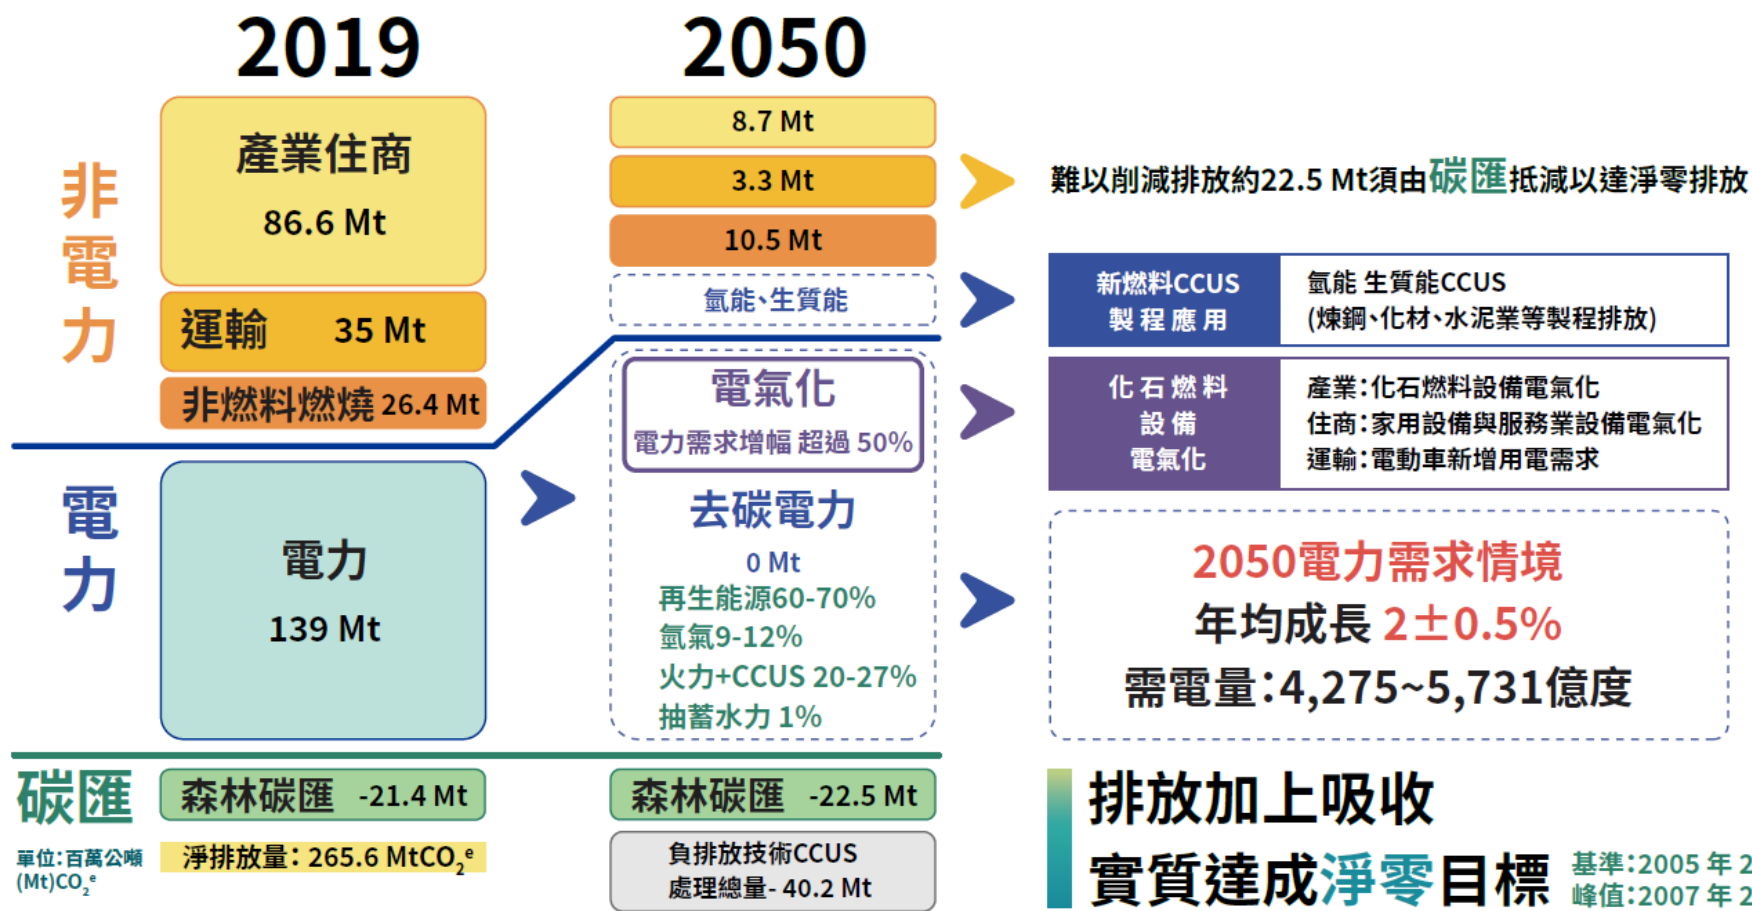 2019
2050
非電力
產業住商
86.6 Mt
運輸 35 Mt
非燃料燃燒 26.4 Mt
8.7 Mt
3.3 Mt
10.5 Mt
氫能、生質能
難以削減排放約22.5 Mt須由碳匯抵減以達淨零排放
新燃料CCUS
製程應用
氫能 生質能CCUS
(煉鋼、化材、水泥業等製程排放)
電力
電力
139 Mt
電氣化
電力需求增幅 超過 50%
去碳電力
0 Mt
再生能源60-70%
氫氣9-12%
火力+CCUS 20-27%
抽蓄水力 1%
化石燃料
設備
電氣化
產業：化石燃料設備電氣化
住商：家用設備與服務業設備電氣化
運輸：電動車新增用電需求
2050電力需求情境
年均成長 2±0.5%
需電量：4,275~5,731億度
碳匯
單位：百萬公噸
(Mt)CO₂ᵉ
森林碳匯 -21.4 Mt
淨排放量： 265.6 MtCO₂ᵉ
森林碳匯 -22.5 Mt
負排放技術CCUS
處理總量- 40.2 Mt
排放加上吸收
實質達成淨零目標
基準：2005 年 2
峰值：2007 年 2